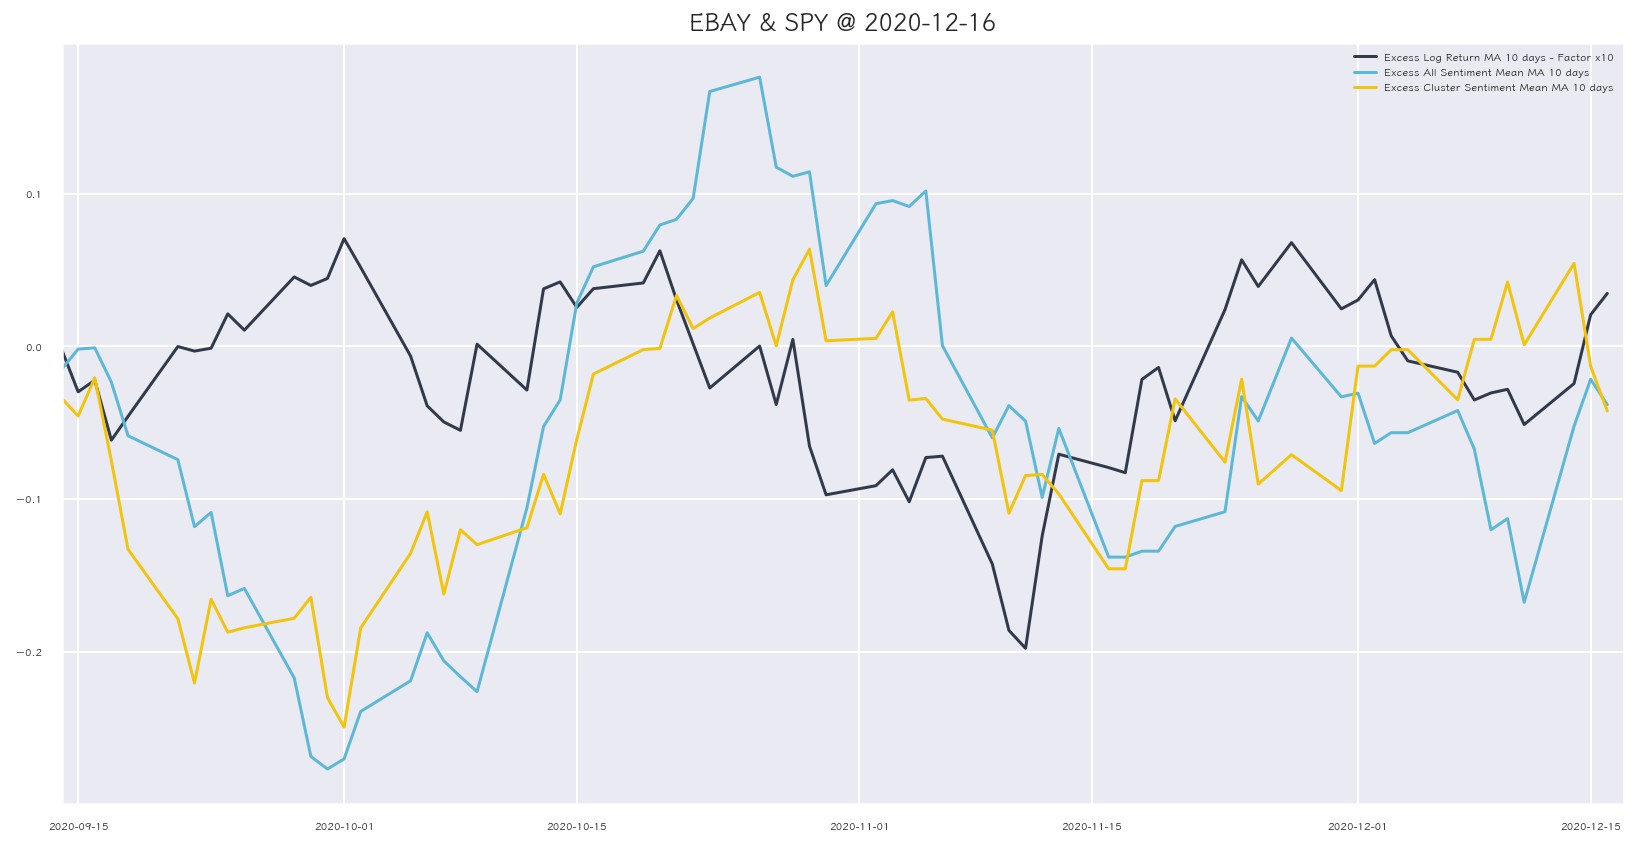 EBAY & SPY @ 2020-12-16
Excess Log Return MA 10 days - Factor x10
Excess All Sentiment Mean MA 10 days
Excess Cluster Sentiment Mean MA 10 days
0.1
0.0
−0.1
−0.2
2020-09-15 2020-10-01 2020-10-15 2020-11-01 2020-11-15 2020-12-01 2020-12-15